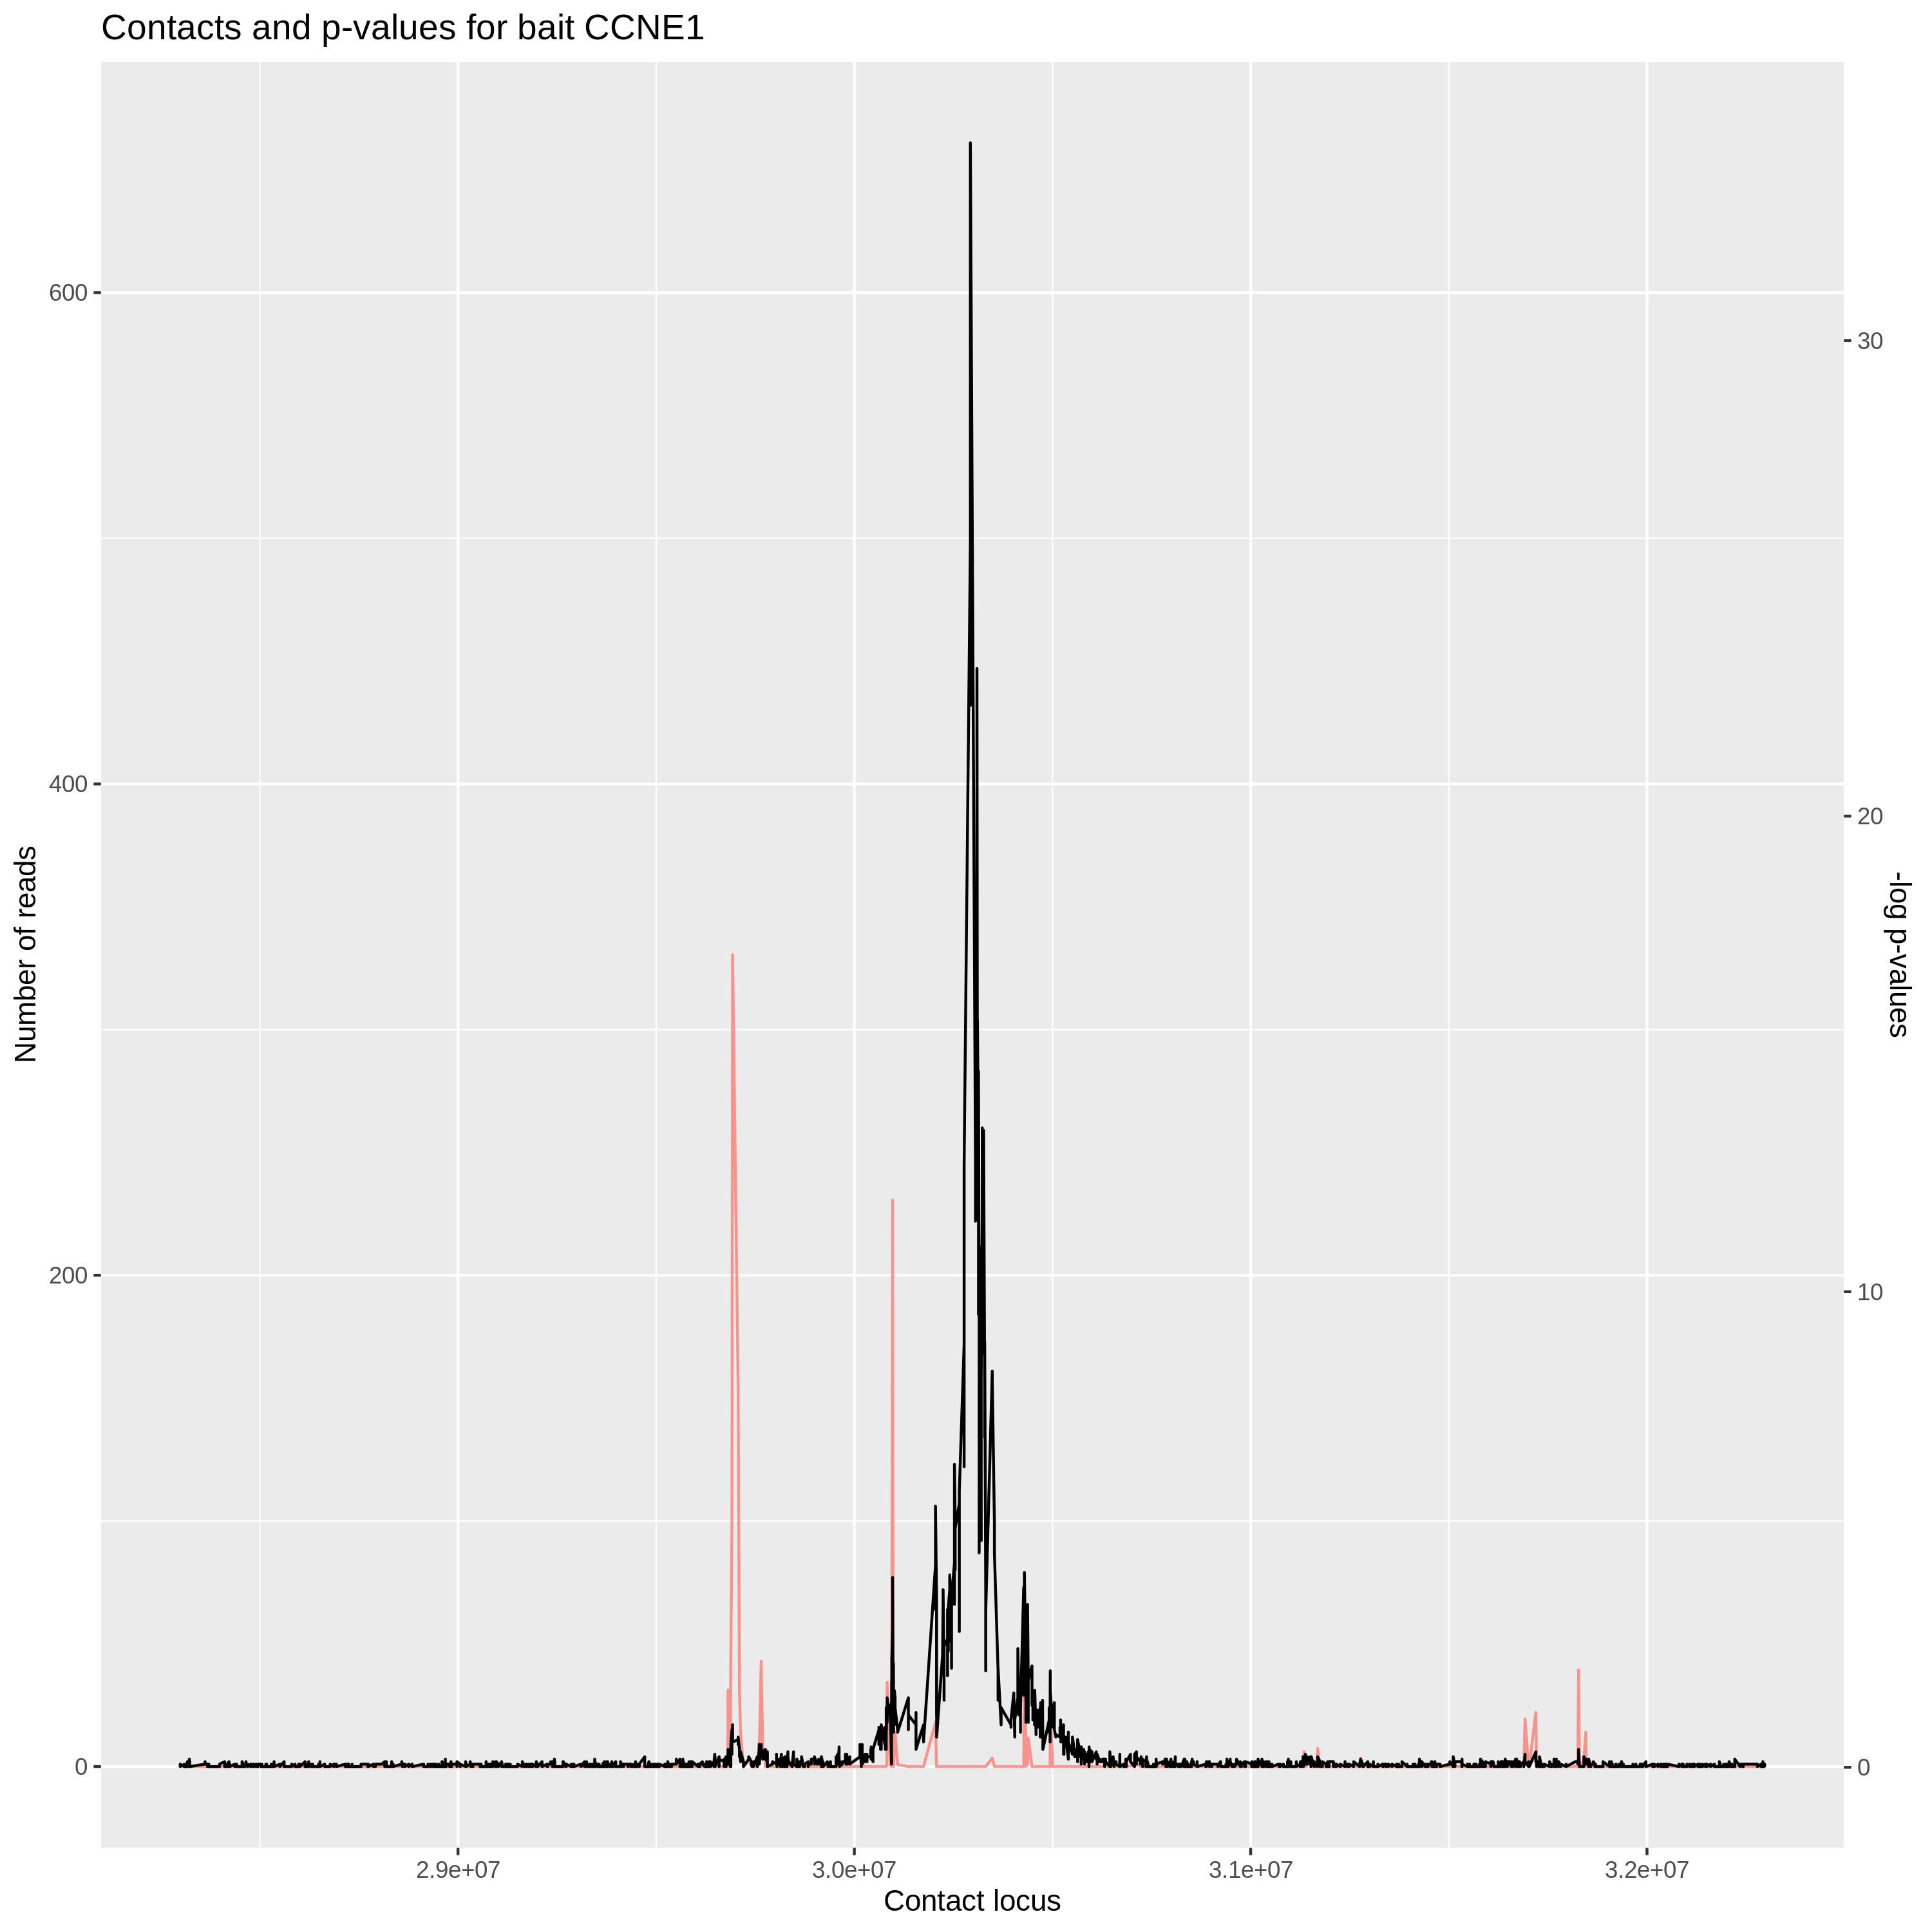 Contacts and p-values for bait CCNE1
600
400
200
0
Number of reads
30
20
10
0
-log p-values
2.9e+07
3.0e+07
3.1e+07
3.2e+07
Contact locus